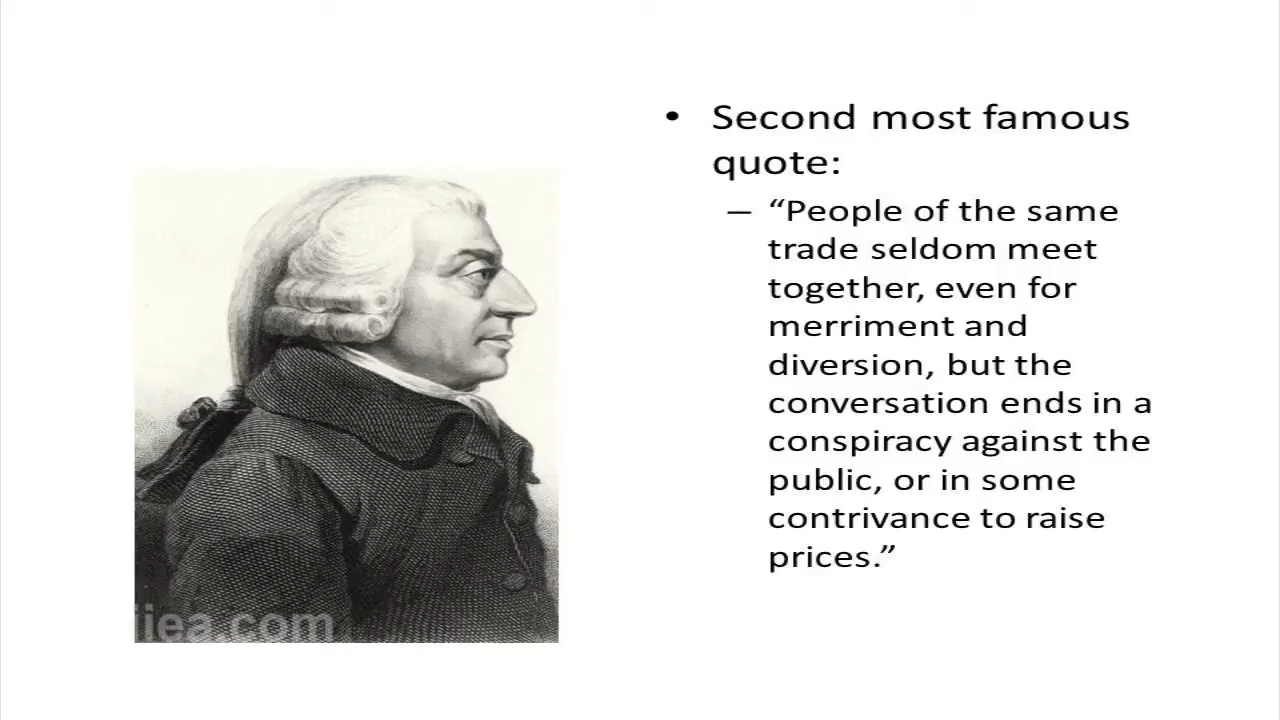 • Second most famous
quote:
– “People of the same
trade seldom meet
together, even for
merriment and
diversion, but the
conversation ends in a
conspiracy against the
public, or in some
contrivance to raise
prices.”
iiea.com